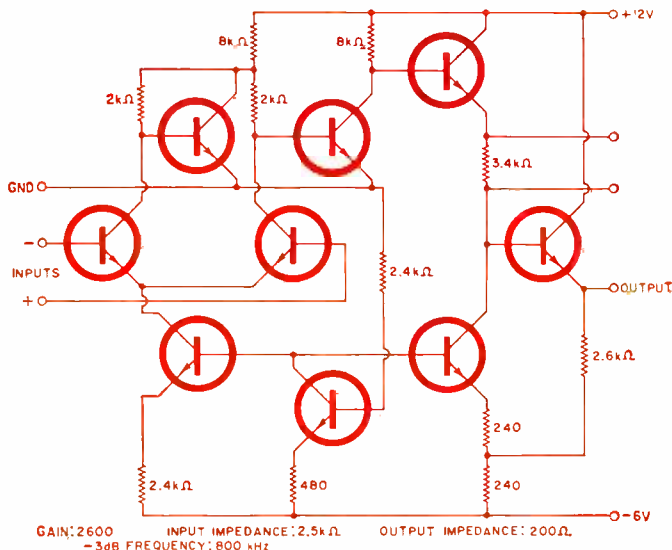 +12V
8kΩ
8kΩ
2kΩ
2kΩ
3.4kΩ
GND
-
INPUTS
2.4kΩ
+
OUTPUT
2.6kΩ
240
2.4kΩ
480
240
-6V
GAIN: 2600 INPUT IMPEDANCE: 2.5kΩ OUTPUT IMPEDANCE: 200Ω
-3dB FREQUENCY: 800 kHz